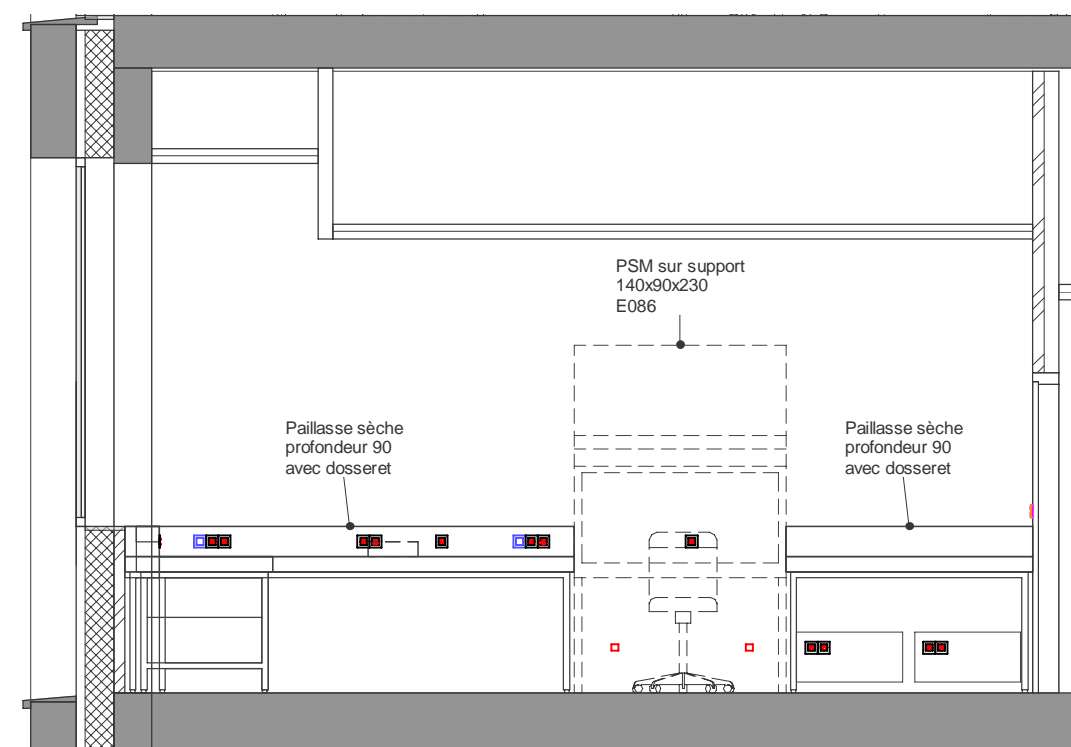 PSM sur support
140x90x230
E086
Paillasse sèche
profondeur 90
avec dosseret
Paillasse sèche
profondeur 90
avec dosseret